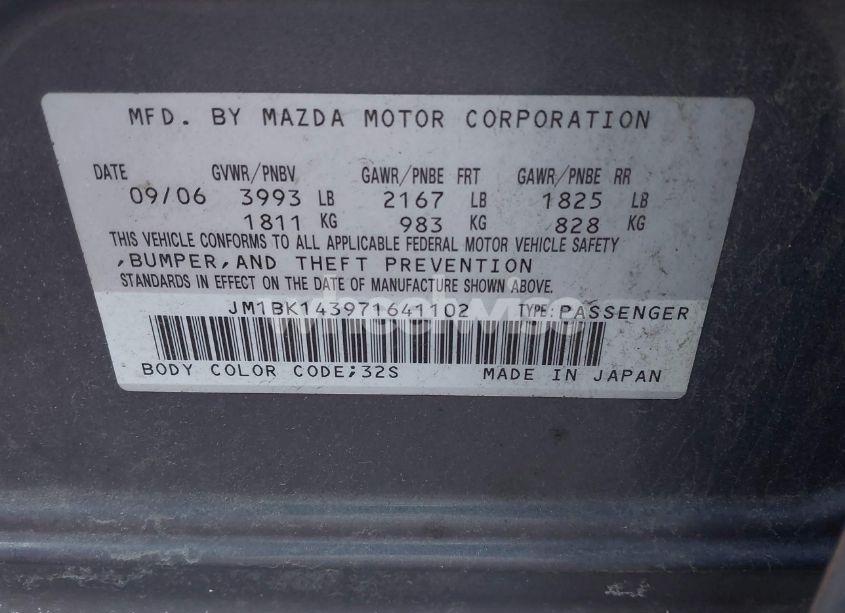 MFD. BY MAZDA MOTOR CORPORATION
DATE GVWR/PNBV GAWR/PNBE FRT GAWR/PNBE RR
09/06 3993 LB 2167 LB 1825 LB
1811 KG 983 KG 828 KG
THIS VEHICLE CONFORMS TO ALL APPLICABLE FEDERAL MOTOR VEHICLE SAFETY
,BUMPER,AND THEFT PREVENTION
STANDARDS IN EFFECT ON THE DATE OF MANUFACTURE SHOWN ABOVE.
JM1BK143971641102 TYPE:PASSENGER
BODY COLOR CODE;32S MADE IN JAPAN